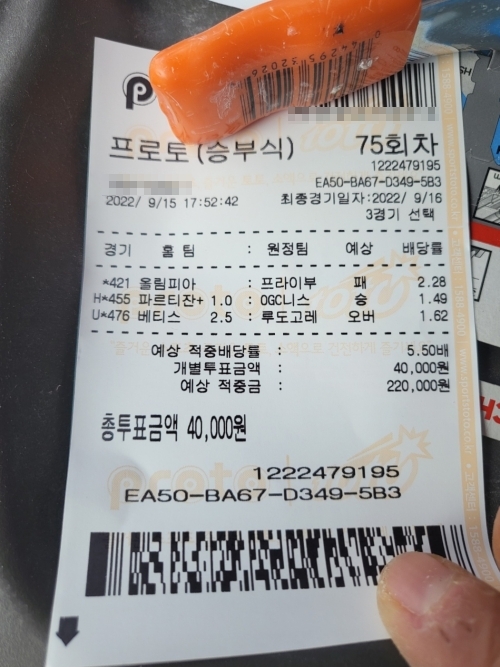 프로토(승부식) 75회차
1222479195
EA50-BA67-D349-5B3
2022/ 9/15 17:52:42 최종경기일자:2022/ 9/16
3경기 선택
경기 홈 팀 : 원정팀 예상 배당률
*421 올림피아 : 프라이부 패 2.28
H*455 파르티잔+ 1.0 : OGC니스 승 1.49
U*476 베티스 2.5 : 루도고레 오버 1.62
예상 적중배당률 : 5.50배
개별투표금액 : 40,000원
예상 적중금 : 220,000원
총투표금액 40,000원
proto
1222479195
EA50-BA67-D349-5B3